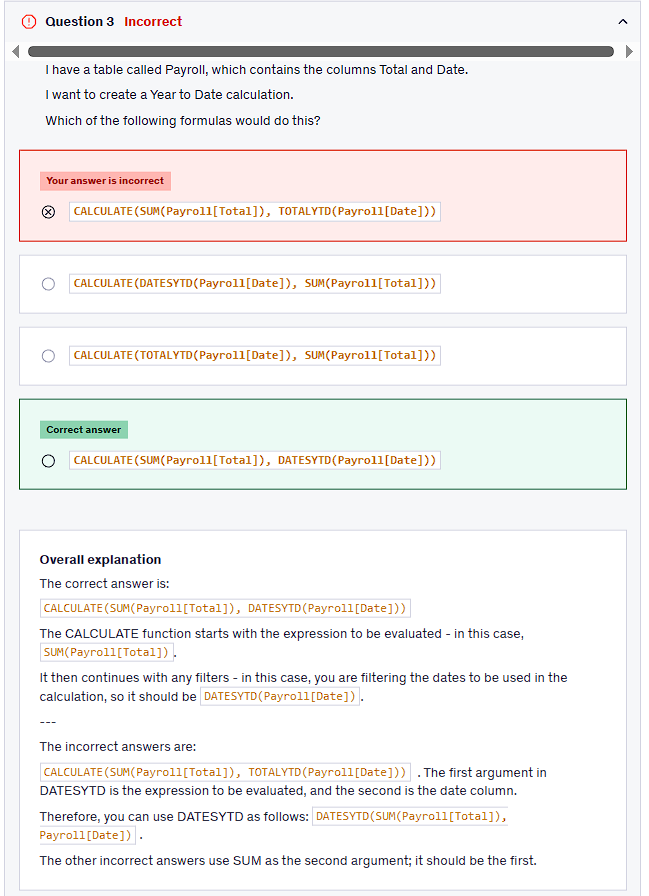 Question 3 Incorrect
I have a table called Payroll, which contains the columns Total and Date.
I want to create a Year to Date calculation.
Which of the following formulas would do this?
Your answer is incorrect
CALCULATE(SUM(Payroll[Total]), TOTALYTD(Payroll[Date]))
CALCULATE(DATESYTD(Payroll[Date]), SUM(Payroll[Total]))
CALCULATE(TOTALYTD(Payroll[Date]), SUM(Payroll[Total]))
Correct answer
CALCULATE(SUM(Payroll[Total]), DATESYTD(Payroll[Date]))
Overall explanation
The correct answer is:
CALCULATE(SUM(Payroll[Total]), DATESYTD(Payroll[Date]))
The CALCULATE function starts with the expression to be evaluated - in this case,
SUM(Payroll[Total]).
It then continues with any filters - in this case, you are filtering the dates to be used in the
calculation, so it should be DATESYTD(Payroll[Date]).
---
The incorrect answers are:
CALCULATE(SUM(Payroll[Total]), TOTALYTD(Payroll[Date])) . The first argument in
DATESYTD is the expression to be evaluated, and the second is the date column.
Therefore, you can use DATESYTD as follows: DATESYTD(SUM(Payroll[Total]),
Payroll[Date]) .
The other incorrect answers use SUM as the second argument; it should be the first.